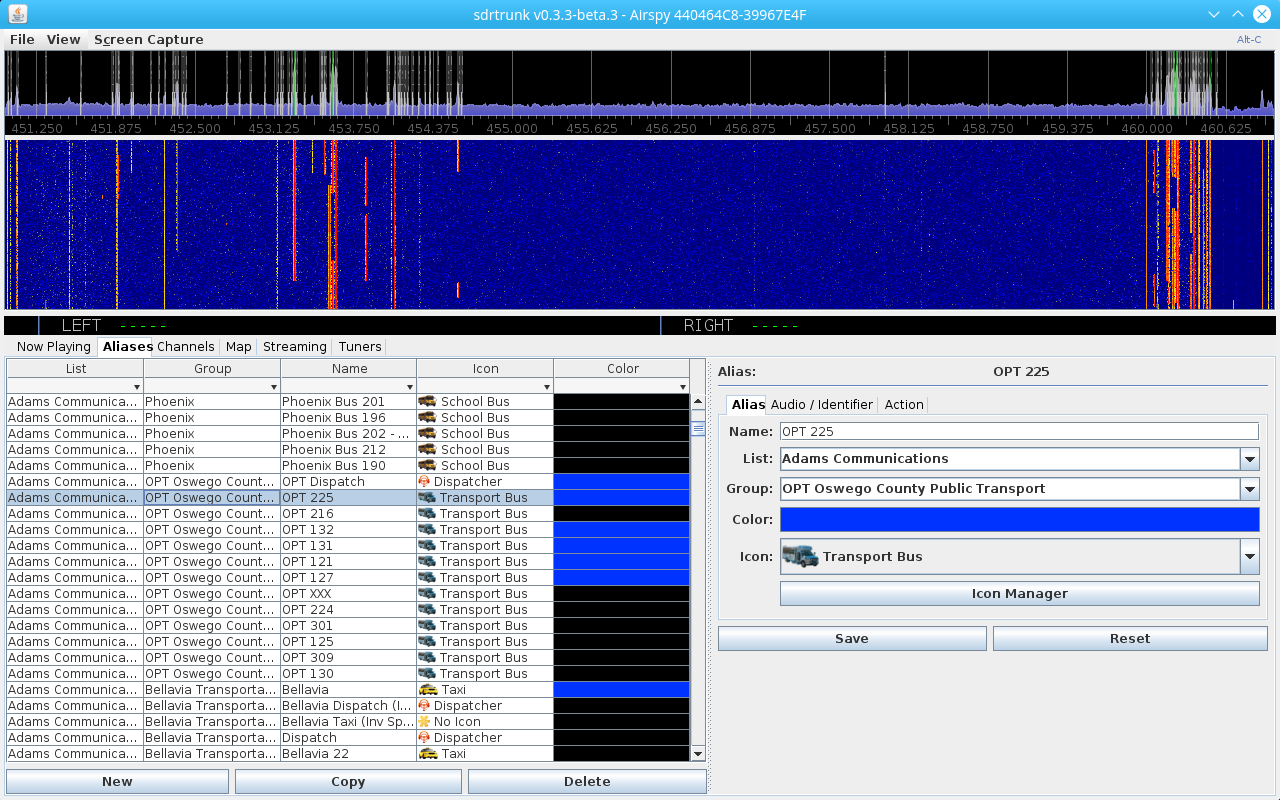 sdrtrunk v0.3.3-beta.3 - Airspy 440464C8-39967E4F
File View Screen Capture Alt-C
451.250 451.875 452.500 453.125 453.750 454.375 455.000 455.625 456.250 456.875 457.500 458.125 458.750 459.375 460.000 460.625
LEFT ----- RIGHT -----
Now Playing Aliases Channels Map Streaming Tuners
List Group Name Icon Color
Adams Communica... Phoenix Phoenix Bus 201 School Bus
Adams Communica... Phoenix Phoenix Bus 196 School Bus
Adams Communica... Phoenix Phoenix Bus 202 - ... School Bus
Adams Communica... Phoenix Phoenix Bus 212 School Bus
Adams Communica... Phoenix Phoenix Bus 190 School Bus
Adams Communica... OPT Oswego Count... OPT Dispatch Dispatcher
Adams Communica... OPT Oswego Count... OPT 225 Transport Bus
Adams Communica... OPT Oswego Count... OPT 216 Transport Bus
Adams Communica... OPT Oswego Count... OPT 132 Transport Bus
Adams Communica... OPT Oswego Count... OPT 131 Transport Bus
Adams Communica... OPT Oswego Count... OPT 121 Transport Bus
Adams Communica... OPT Oswego Count... OPT 127 Transport Bus
Adams Communica... OPT Oswego Count... OPT XXX Transport Bus
Adams Communica... OPT Oswego Count... OPT 224 Transport Bus
Adams Communica... OPT Oswego Count... OPT 301 Transport Bus
Adams Communica... OPT Oswego Count... OPT 125 Transport Bus
Adams Communica... OPT Oswego Count... OPT 309 Transport Bus
Adams Communica... OPT Oswego Count... OPT 130 Transport Bus
Adams Communica... Bellavia Transporta... Bellavia Taxi
Adams Communica... Bellavia Transporta... Bellavia Dispatch (I... Dispatcher
Adams Communica... Bellavia Transporta... Bellavia Taxi (Inv Sp... No Icon
Adams Communica... Bellavia Transporta... Dispatch Dispatcher
Adams Communica... Bellavia Transporta... Bellavia 22 Taxi
New Copy Delete
Alias: OPT 225
Alias Audio / Identifier Action
Name: OPT 225
List: Adams Communications
Group: OPT Oswego County Public Transport
Color:
Icon: Transport Bus
Icon Manager
Save Reset